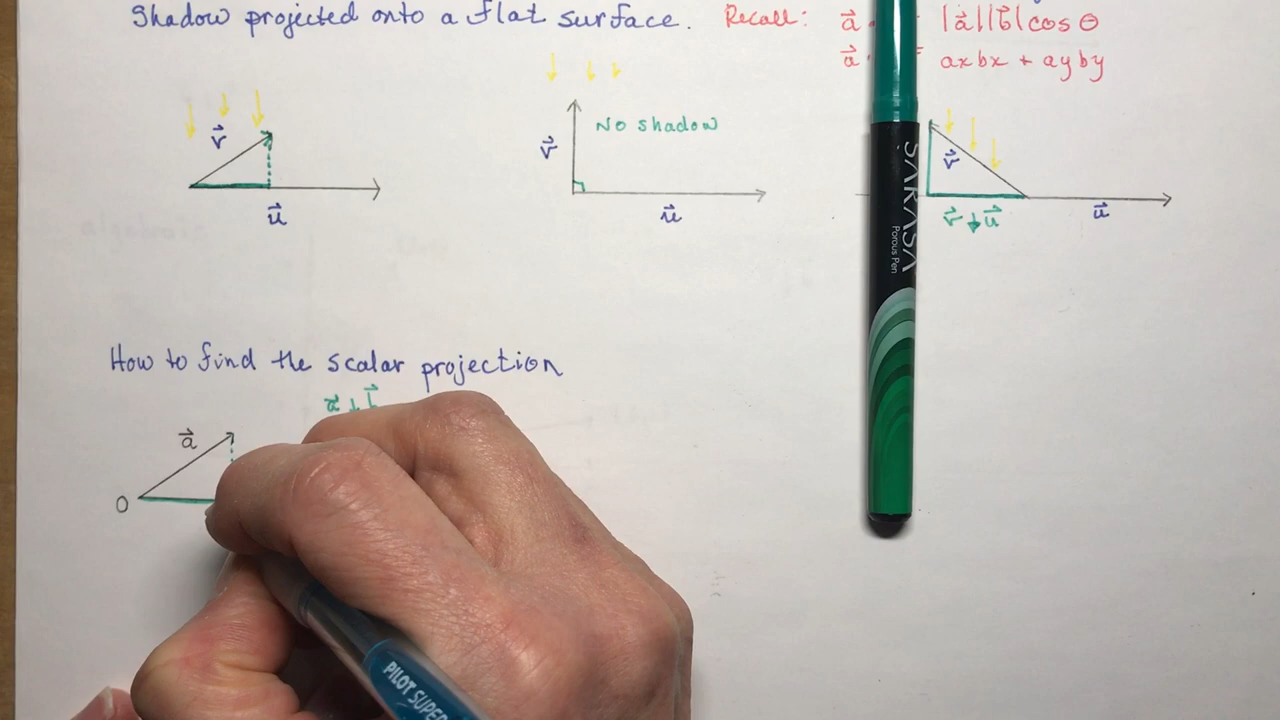 Shadow projected onto a flat surface. Recall: a⃗ · |a⃗||b⃗|cos θ
a⃗ · = axbx + ayby
v⃗
u⃗
No shadow
v⃗
u⃗
v⃗
v⃗ ↓ u⃗
u⃗
SARASA
Porous Pen
How to find the scalar projection
a⃗ ↓ b⃗
a⃗
O
PILOT SUPER